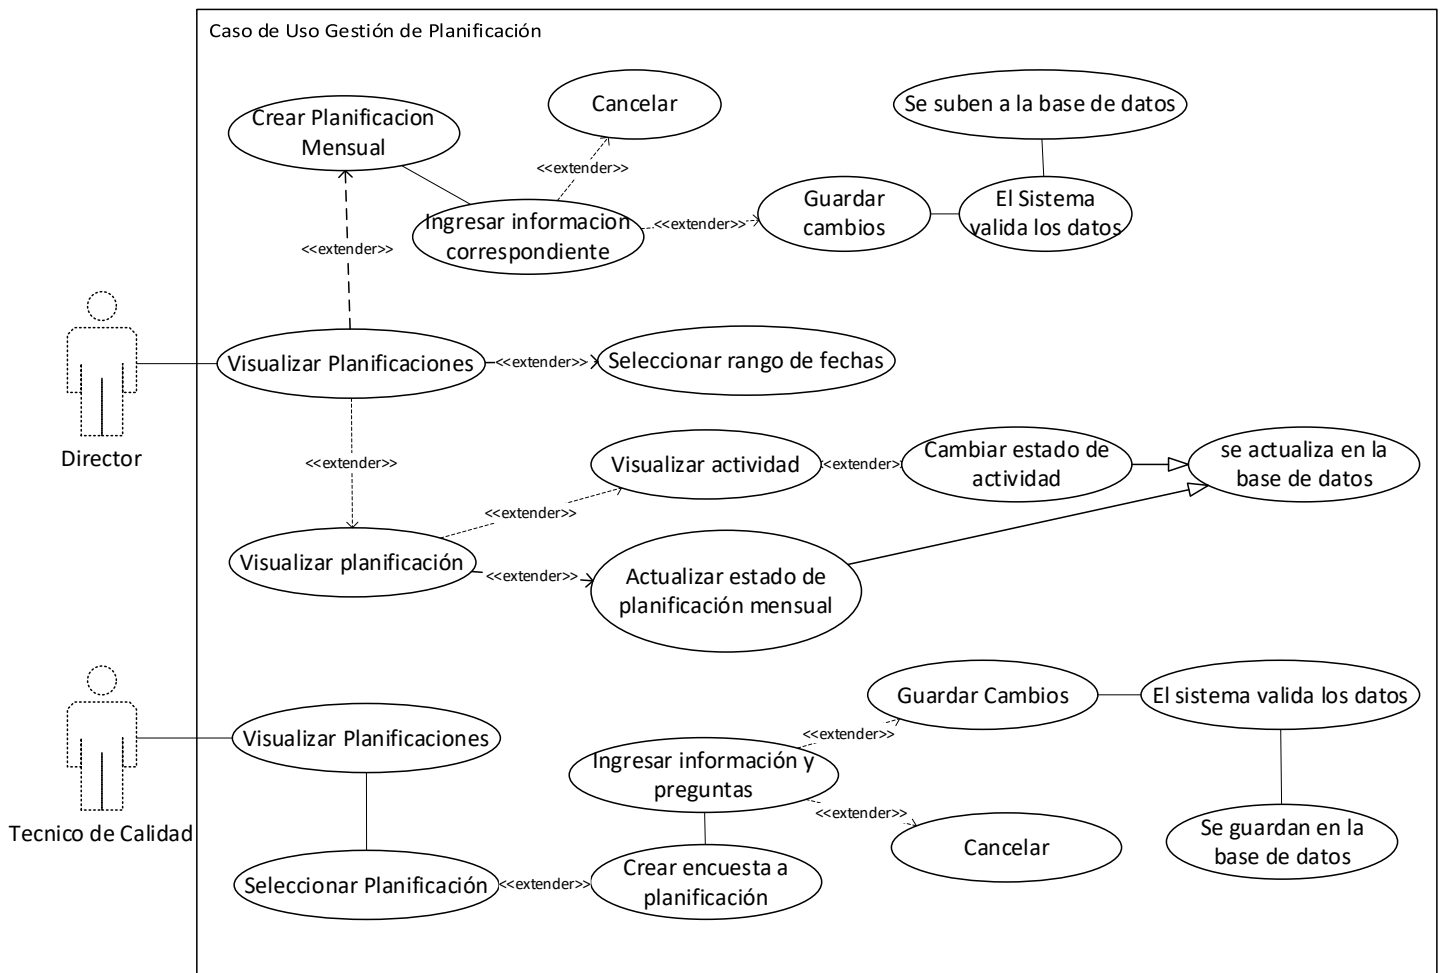 Caso de Uso Gestión de Planificación
Crear Planificacion
Mensual
Cancelar
Se suben a la base de datos
<<extender>>
Ingresar informacion
correspondiente
<<extender>>
Guardar
cambios
El Sistema
valida los datos
<<extender>>
Visualizar Planificaciones
<<extender>>
Seleccionar rango de fechas
Director
<<extender>>
Visualizar actividad
<<extender>>
Cambiar estado de
actividad
se actualiza en la
base de datos
<<extender>>
Visualizar planificación
<<extender>>
Actualizar estado de
planificación mensual
Tecnico de Calidad
Visualizar Planificaciones
Guardar Cambios
El sistema valida los datos
<<extender>>
Ingresar información y
preguntas
<<extender>>
Cancelar
Se guardan en la
base de datos
Seleccionar Planificación
<<extender>>
Crear encuesta a
planificación